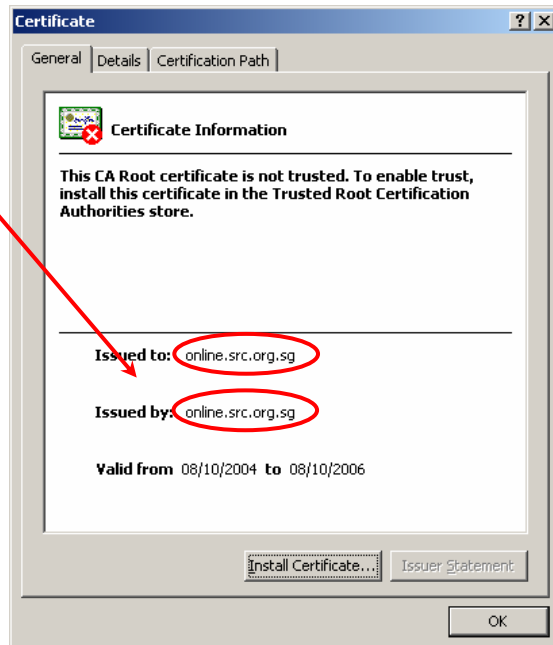 Certificate
General Details Certification Path
Certificate Information
This CA Root certificate is not trusted. To enable trust,
install this certificate in the Trusted Root Certification
Authorities store.
Issued to: online.src.org.sg
Issued by: online.src.org.sg
Valid from 08/10/2004 to 08/10/2006
Install Certificate... Issuer Statement
OK